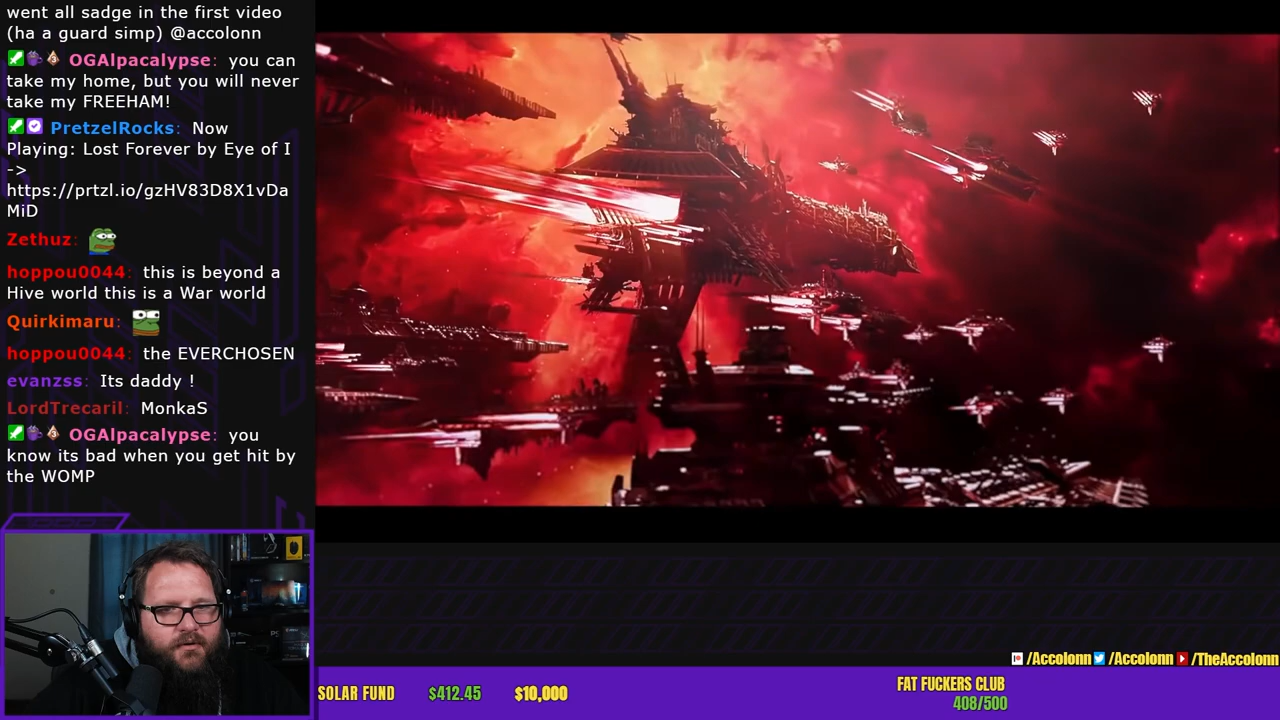 went all sadge in the first video
(ha a guard simp) @accolonn
OGAlpacalypse: you can
take my home, but you will never
take my FREEHAM!
PretzelRocks: Now
Playing: Lost Forever by Eye of I
->
https://prtzl.io/gzHV83D8X1vDa
MiD
Zethuz:
hoppou0044: this is beyond a
Hive world this is a War world
Quirkimaru:
hoppou0044: the EVERCHOSEN
evanzss: Its daddy !
LordTrecaril: MonkaS
OGAlpacalypse: you
know its bad when you get hit by
the WOMP
/Accolonn /Accolonn /TheAccolonn
SOLAR FUND $412.45 $10,000
FAT FUCKERS CLUB
408/500